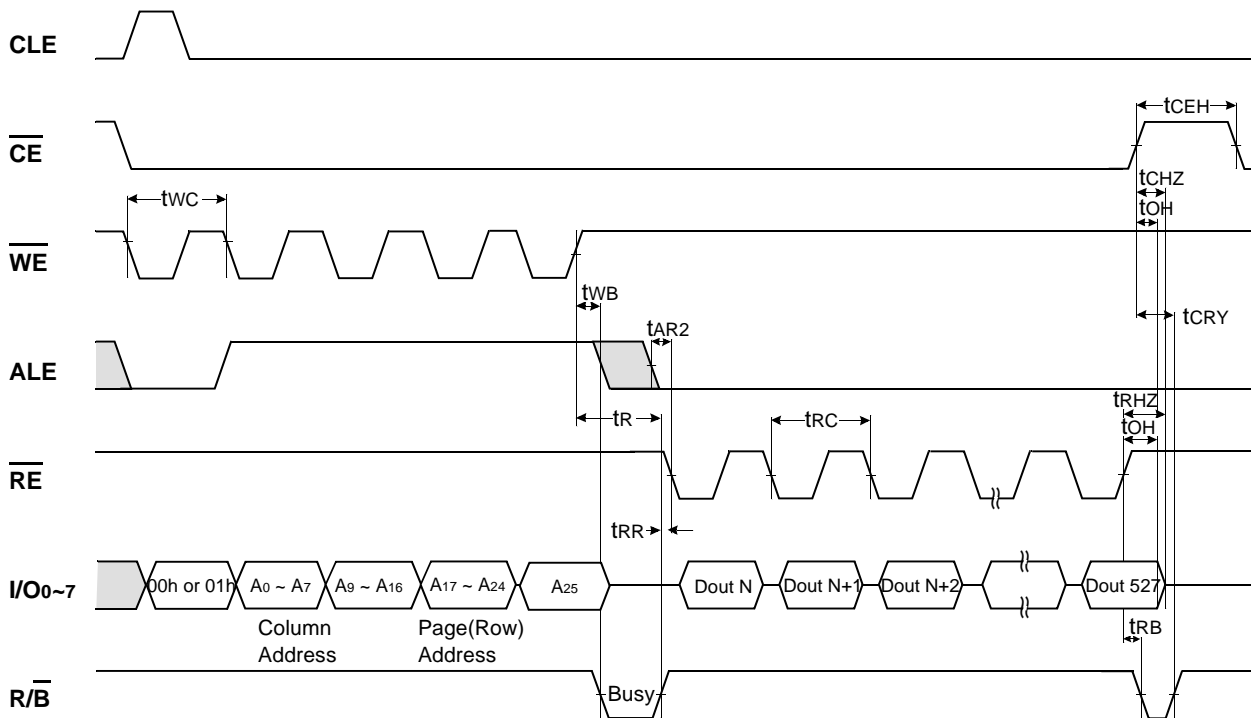 CLE
tCEH
CE
tCHZ
tWC
tOH
WE
tWB
tAR2
tCRY
ALE
tRHZ
tR
tRC
tOH
RE
tRR
I/O0~7
00h or 01h
A0 ~ A7
A9 ~ A16
A17 ~ A24
A25
Dout N
Dout N+1
Dout N+2
Dout 527
Column
Address
Page(Row)
Address
tRB
R/B
Busy